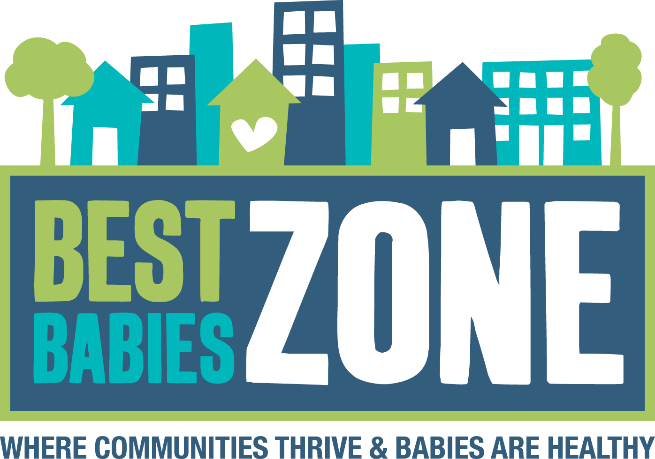 BEST ZONE
BABIES
WHERE COMMUNITIES THRIVE & BABIES ARE HEALTHY